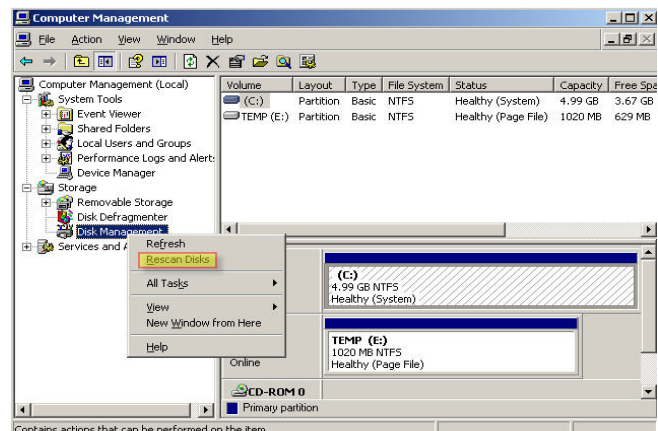 Computer Management
File Action View Window Help
Computer Management (Local)
System Tools
Event Viewer
Shared Folders
Local Users and Groups
Performance Logs and Alert
Device Manager
Storage
Removable Storage
Disk Defragmenter
Disk Management
Services and A
Volume Layout Type File System Status Capacity Free Spa
(C:) Partition Basic NTFS Healthy (System) 4.99 GB 3.67 GB
TEMP (E:) Partition Basic NTFS Healthy (Page File) 1020 MB 629 MB
Refresh
Rescan Disks
All Tasks
View
New Window from Here
Help
(C:)
4.99 GB NTFS
Healthy (System)
TEMP (E:)
1020 MB NTFS
Healthy (Page File)
Online
CD-ROM 0
Primary partition
Contains actions that can be performed on the item.